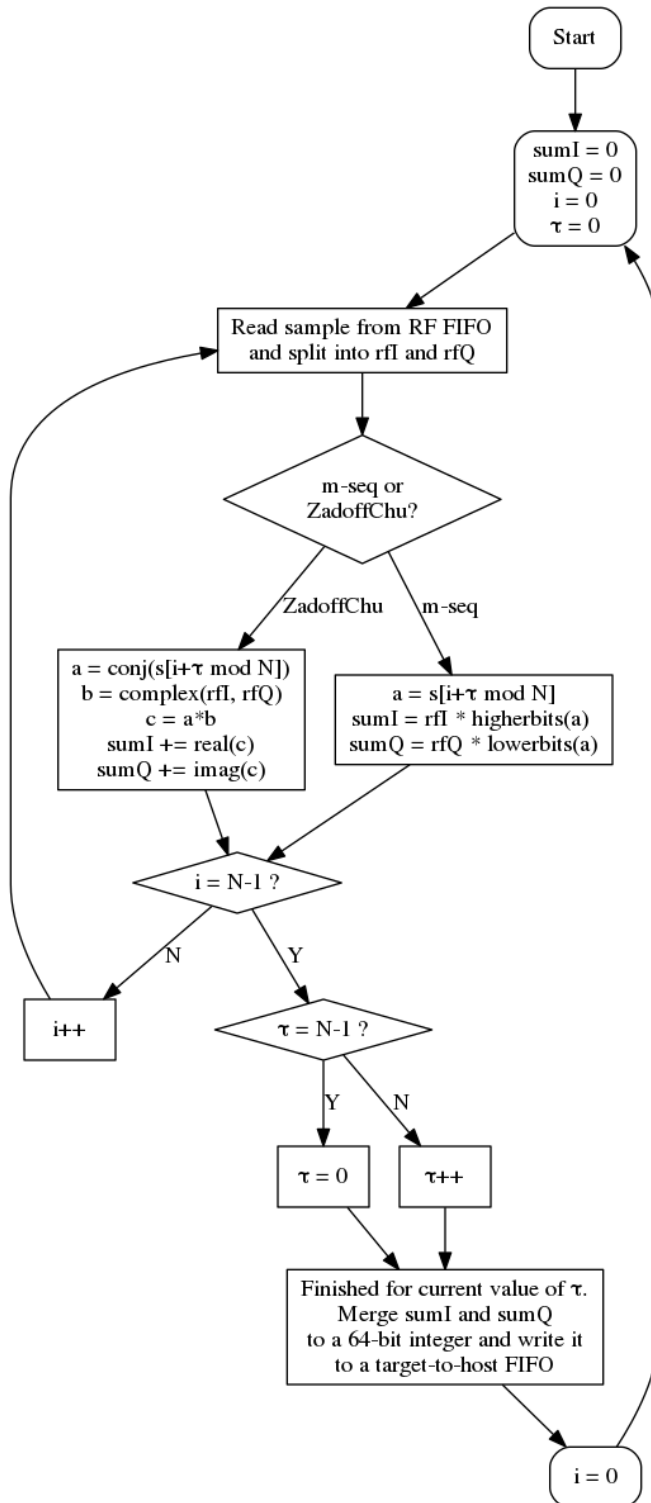 Start
sumI = 0
sumQ = 0
i = 0
τ = 0
Read sample from RF FIFO
and split into rfI and rfQ
m-seq or
ZadoffChu?
ZadoffChu
m-seq
a = conj(s[i+τ mod N])
b = complex(rfI, rfQ)
c = a*b
sumI += real(c)
sumQ += imag(c)
a = s[i+τ mod N]
sumI = rfI * higherbits(a)
sumQ = rfQ * lowerbits(a)
i = N-1 ?
N
Y
i++
τ = N-1 ?
Y
N
τ = 0
τ++
Finished for current value of τ.
Merge sumI and sumQ
to a 64-bit integer and write it
to a target-to-host FIFO
i = 0